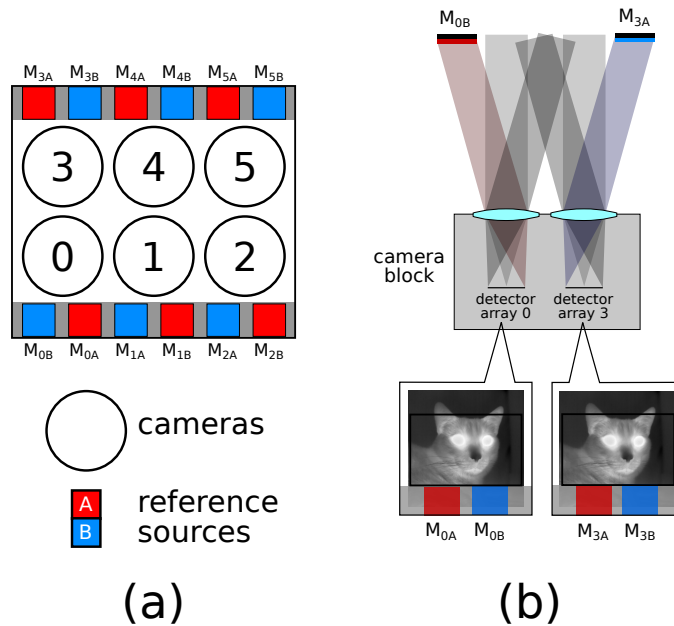 M3A M3B M4A M4B M5A M5B
3 4 5
0 1 2
M0B M0A M1A M1B M2A M2B
cameras
A
B
reference
sources
(a)
M0B M3A
camera
block
detector
array 0
detector
array 3
M0A M0B
M3A M3B
(b)